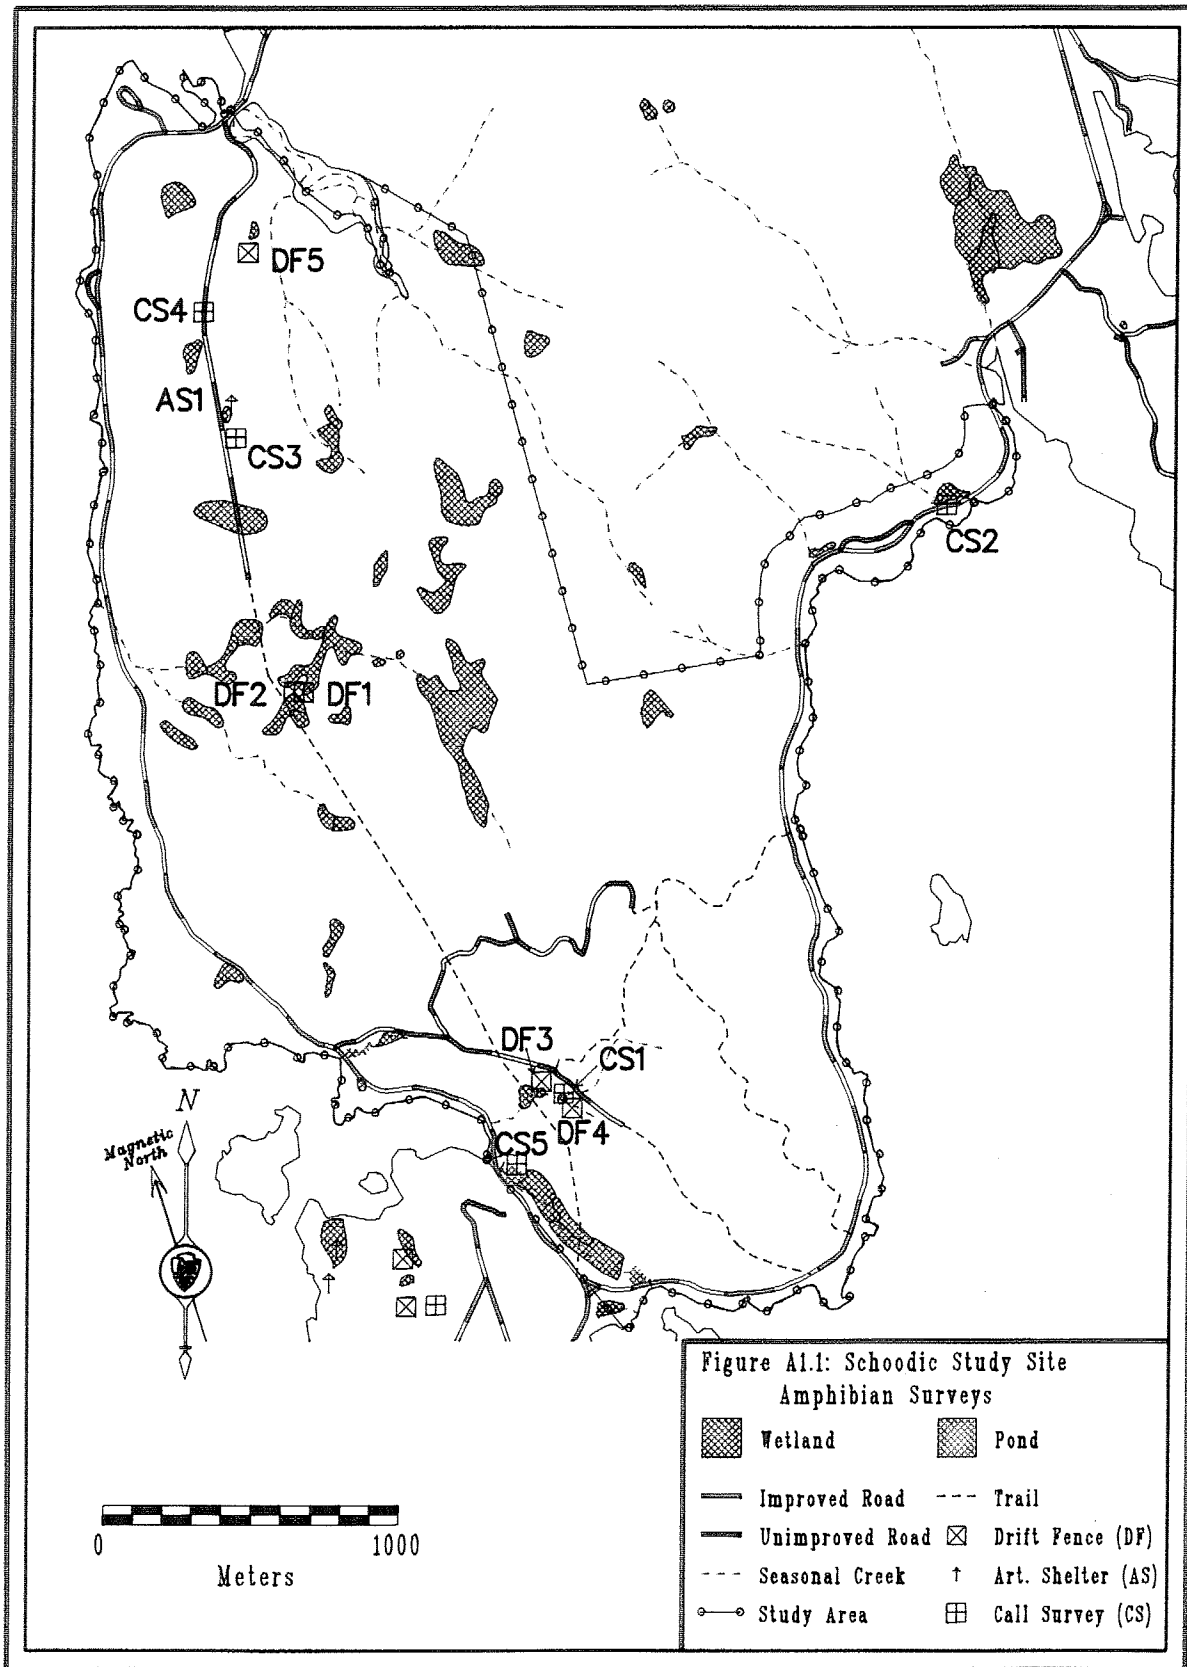 DF5
CS4
AS1
CS3
CS2
DF2 DF1
DF3
CS1
DF4
CS5
N
Magnetic
North
Figure A1.1: Schoodic Study Site
Amphibian Surveys
Wetland Pond
Improved Road Trail
Unimproved Road Drift Fence (DF)
Seasonal Creek Art. Shelter (AS)
Study Area Call Survey (CS)
0 1000
Meters